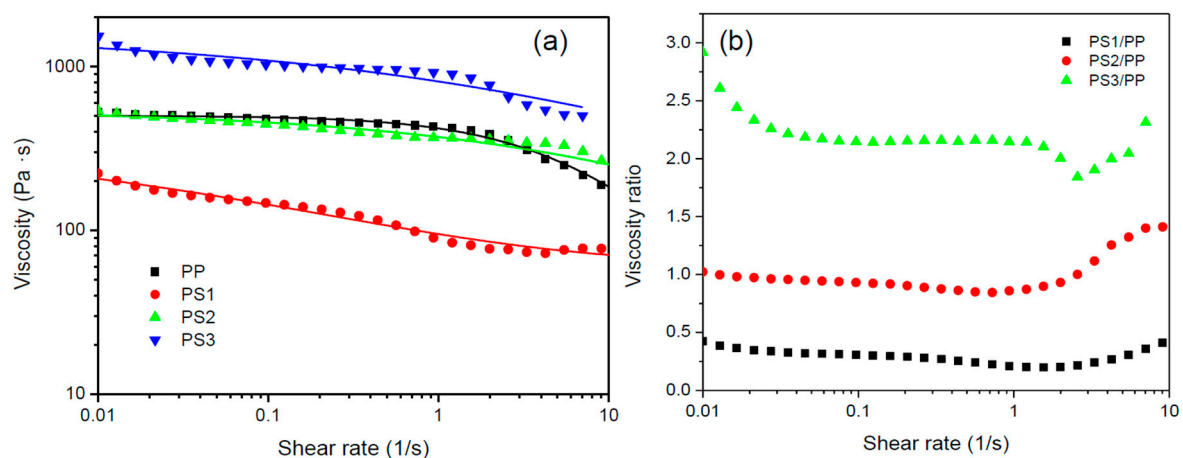 (a)
Viscosity (Pa ·s)
1000
100
10
PP
PS1
PS2
PS3
0.01
0.1
1
10
Shear rate (1/s)
(b)
PS1/PP
PS2/PP
PS3/PP
Viscosity ratio
3.0
2.5
2.0
1.5
1.0
0.5
0.0
0.01
0.1
1
10
Shear rate (1/s)